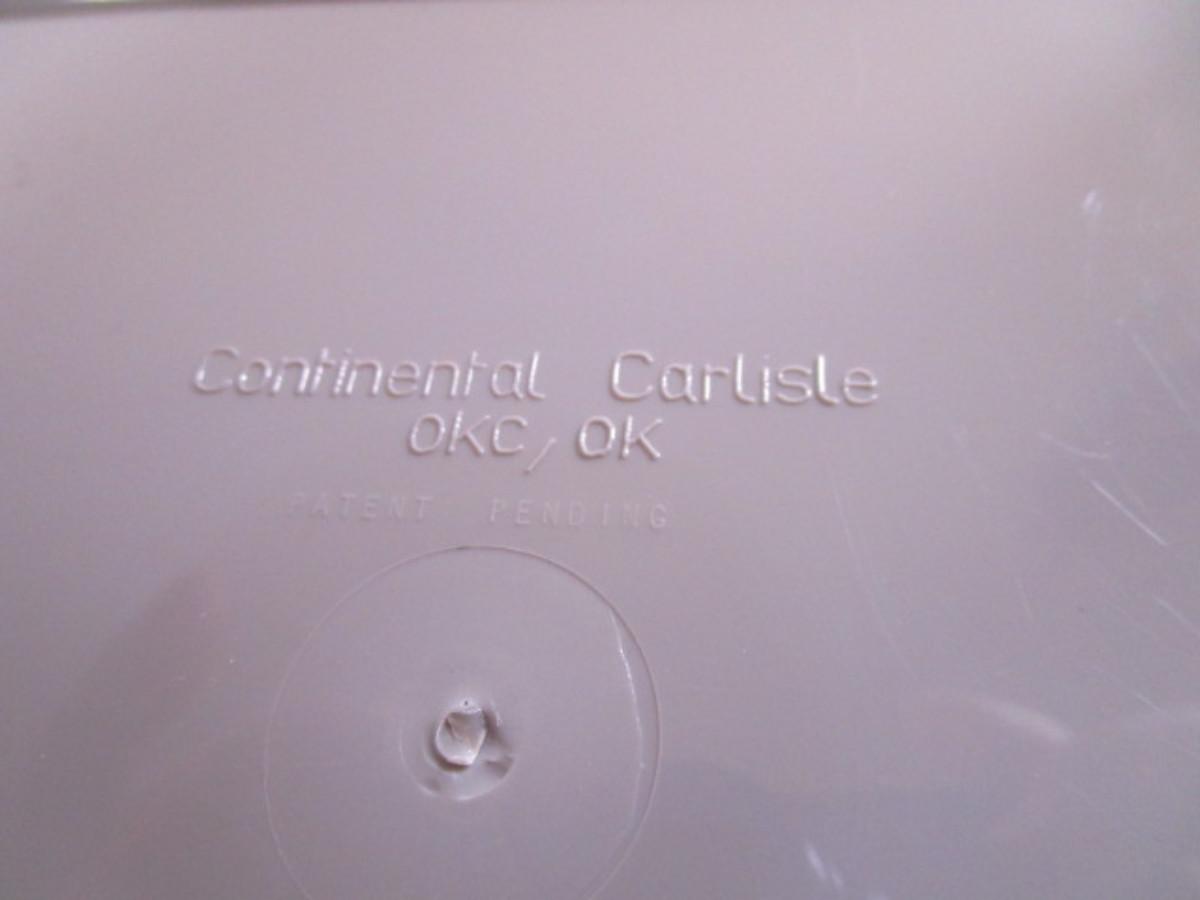 Continental Carlisle
OKC, OK
PATENT PENDING